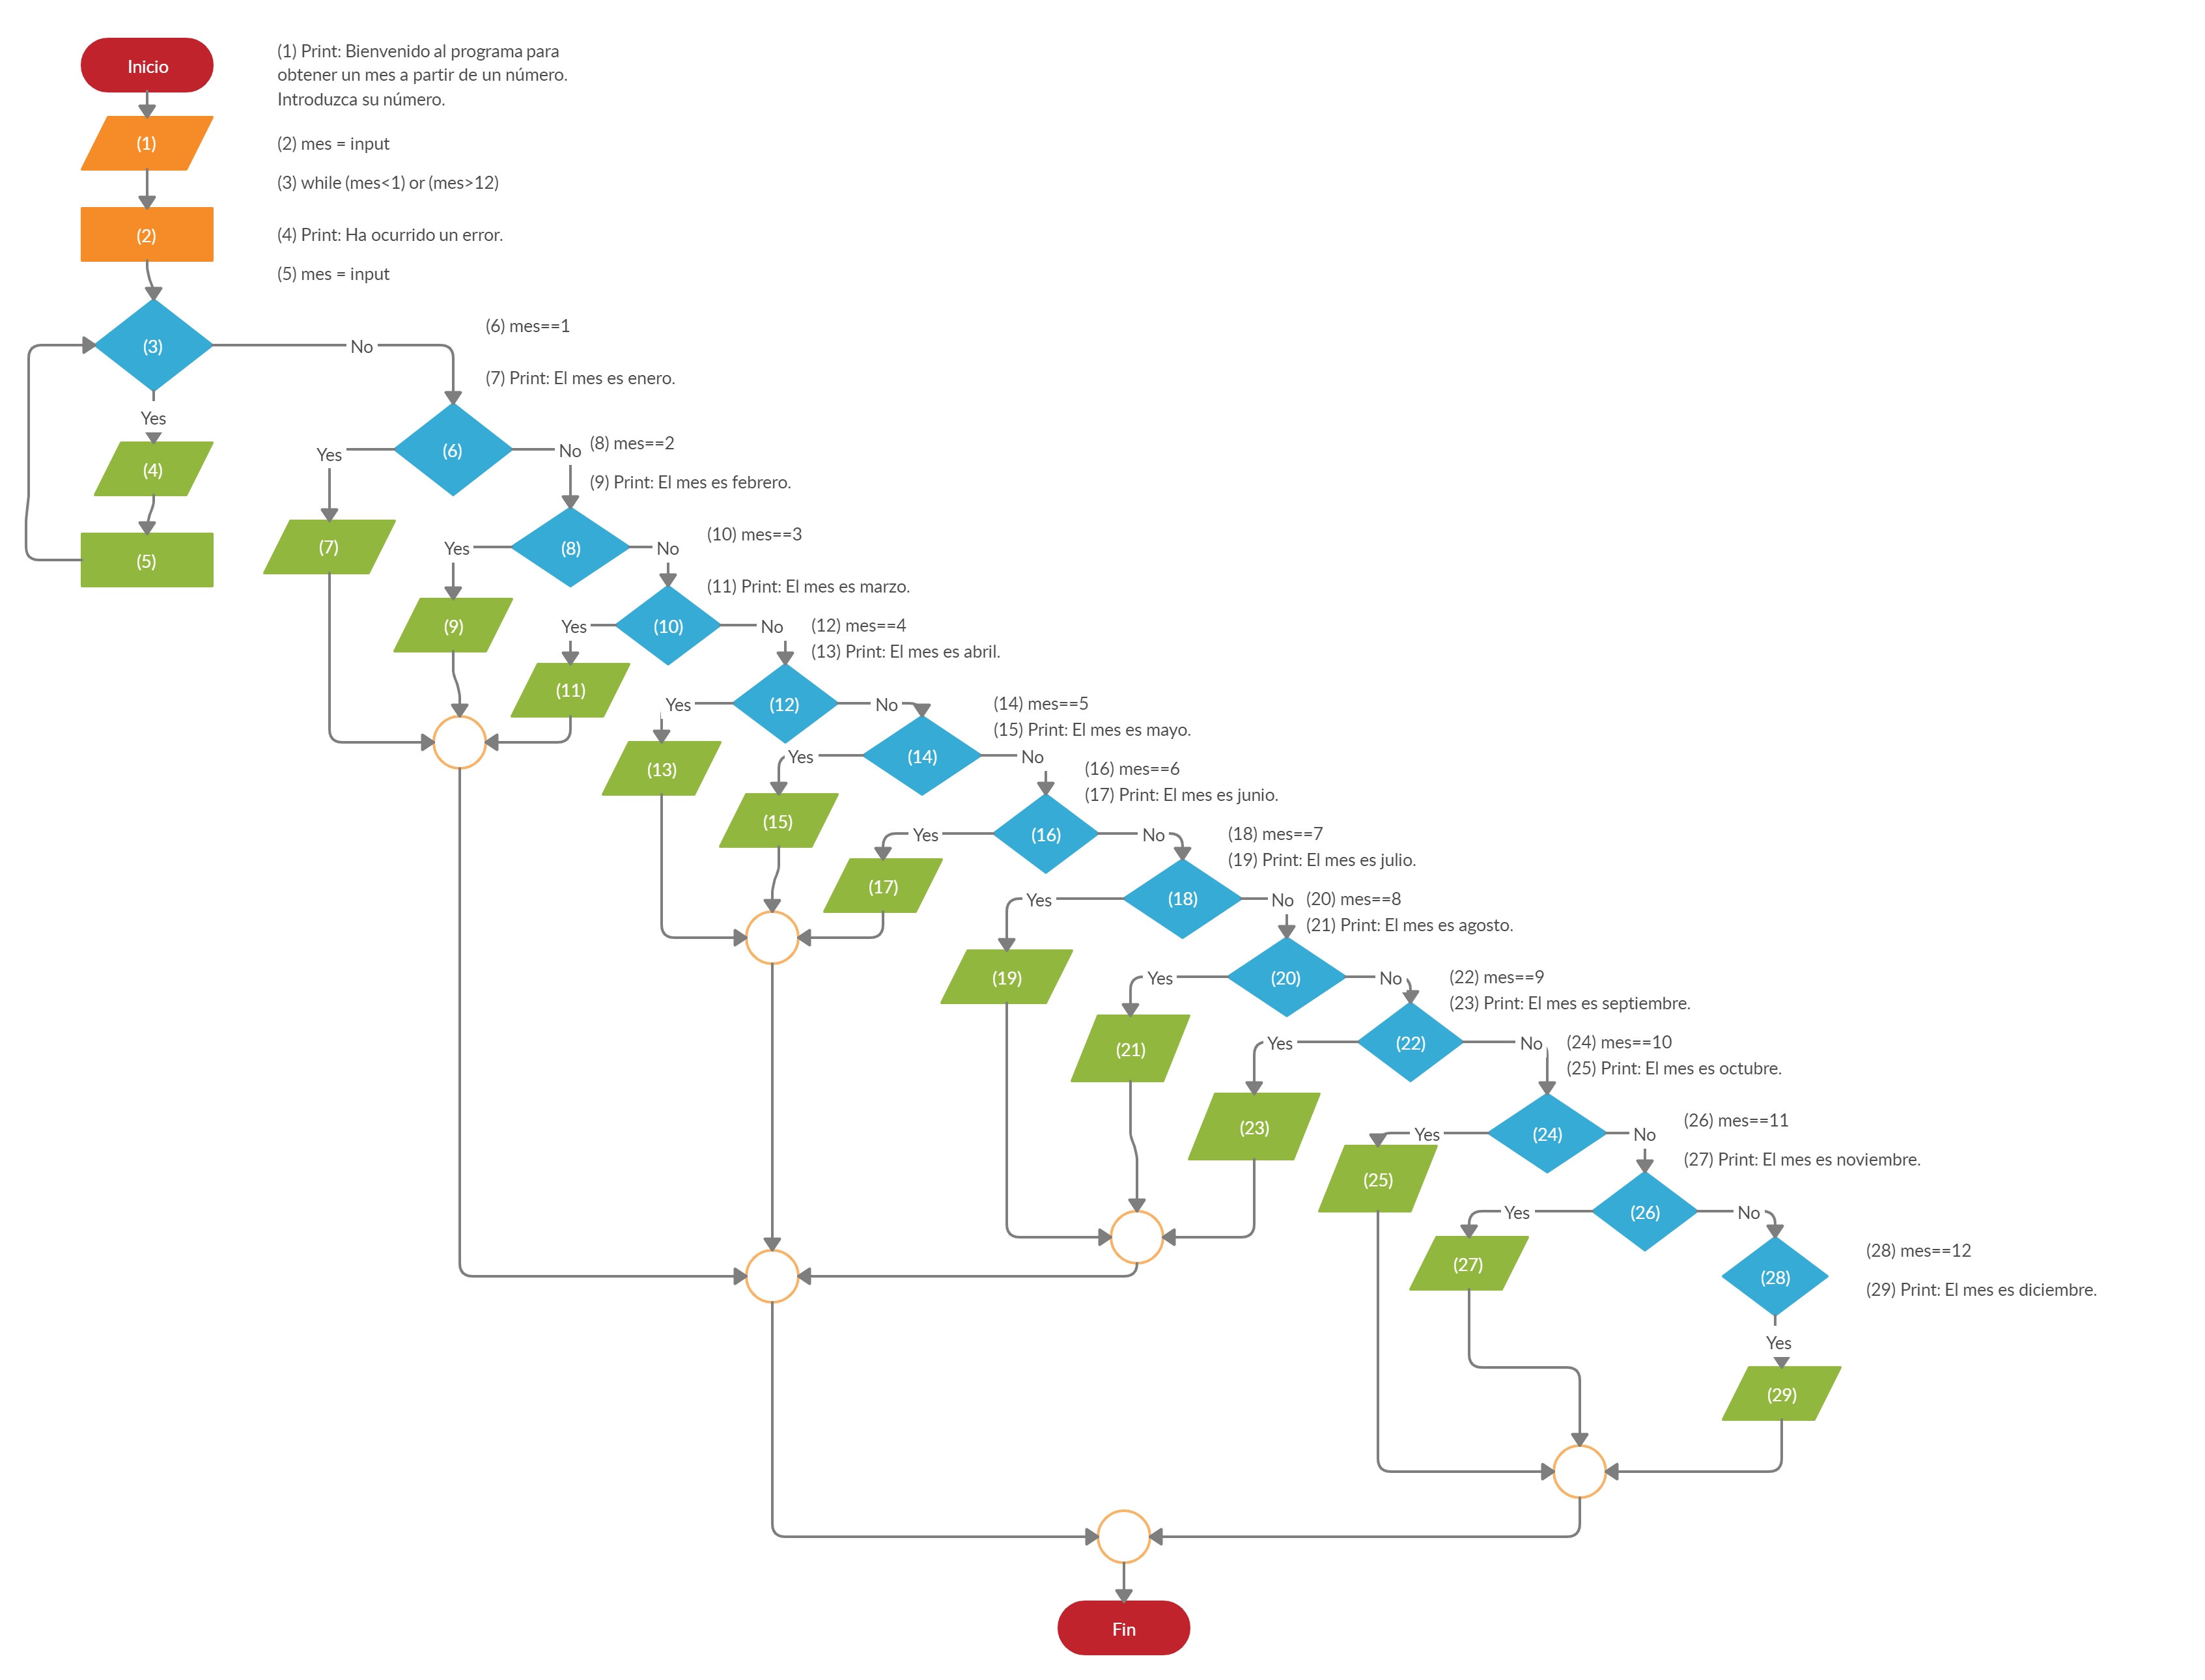 Inicio
(1) Print: Bienvenido al programa para
obtener un mes a partir de un número.
Introduzca su número.
(1)
(2) mes = input
(3) while (mes<1) or (mes>12)
(2)
(4) Print: Ha ocurrido un error.
(5) mes = input
(3)
No
(6) mes==1
(7) Print: El mes es enero.
Yes
(4)
(5)
(6)
Yes
No
(8) mes==2
(9) Print: El mes es febrero.
(7)
(8)
Yes
No
(10) mes==3
(11) Print: El mes es marzo.
(9)
(10)
Yes
No
(12) mes==4
(13) Print: El mes es abril.
(11)
(12)
Yes
No
(14) mes==5
(15) Print: El mes es mayo.
(13)
(14)
Yes
No
(16) mes==6
(17) Print: El mes es junio.
(15)
(16)
Yes
No
(18) mes==7
(19) Print: El mes es julio.
(17)
(18)
Yes
No
(20) mes==8
(21) Print: El mes es agosto.
(19)
(20)
Yes
No
(22) mes==9
(23) Print: El mes es septiembre.
(21)
(22)
Yes
No
(24) mes==10
(25) Print: El mes es octubre.
(23)
(24)
Yes
No
(26) mes==11
(27) Print: El mes es noviembre.
(25)
(26)
Yes
No
(28) mes==12
(29) Print: El mes es diciembre.
(27)
(28)
Yes
(29)
Fin